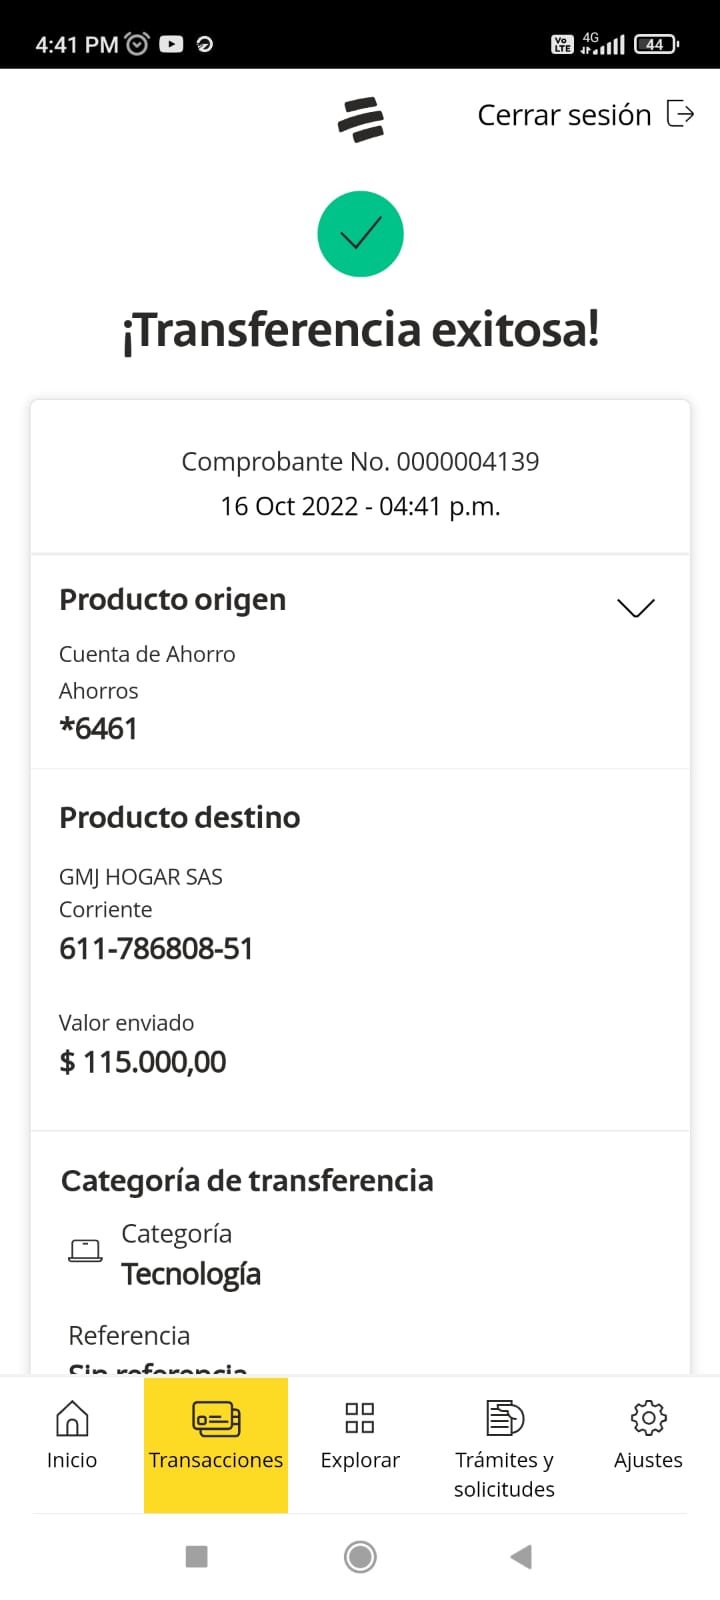 4:41 PM
Vo LTE 4G 44
Cerrar sesión
¡Transferencia exitosa!
Comprobante No. 0000004139
16 Oct 2022 - 04:41 p.m.
Producto origen
Cuenta de Ahorro
Ahorros
*6461
Producto destino
GMJ HOGAR SAS
Corriente
611-786808-51
Valor enviado
$ 115.000,00
Categoría de transferencia
Categoría
Tecnología
Referencia
Sin referencia
Inicio
Transacciones
Explorar
Trámites y
solicitudes
Ajustes